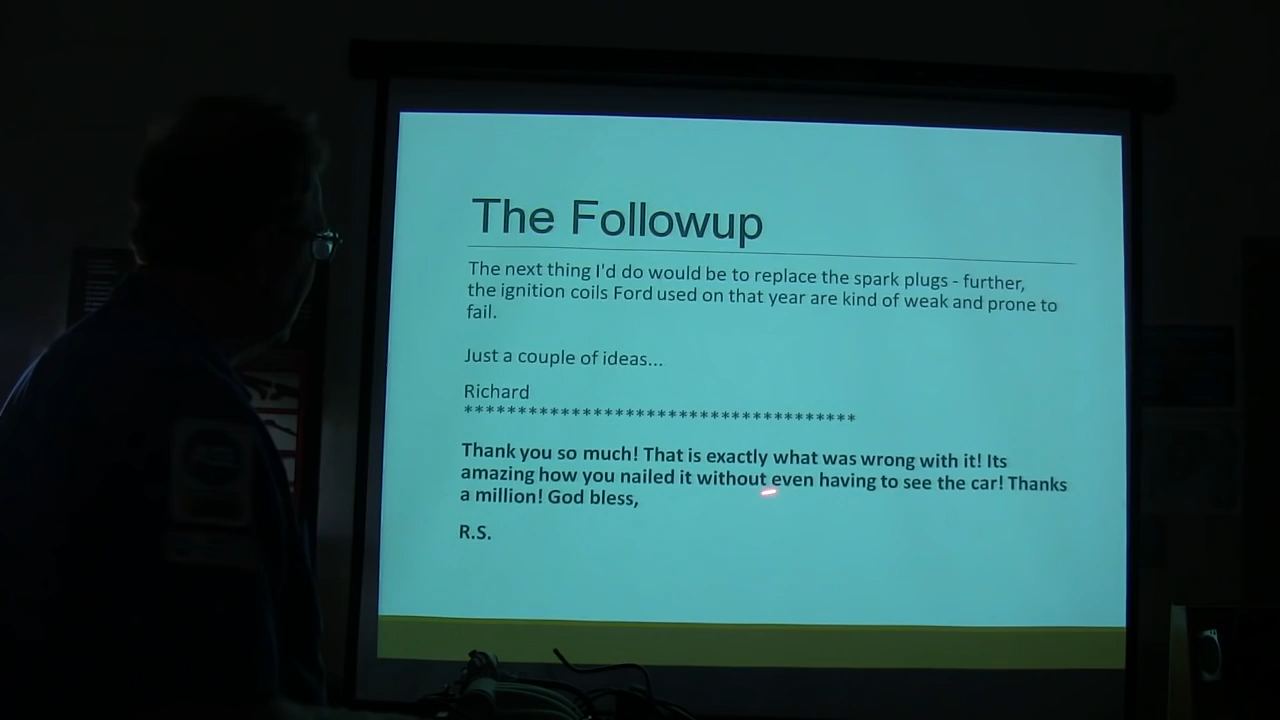 The Followup
The next thing I'd do would be to replace the spark plugs - further,
the ignition coils Ford used on that year are kind of weak and prone to
fail.
Just a couple of ideas...
Richard
************************************
Thank you so much! That is exactly what was wrong with it! Its
amazing how you nailed it without even having to see the car! Thanks
a million! God bless,
R.S.